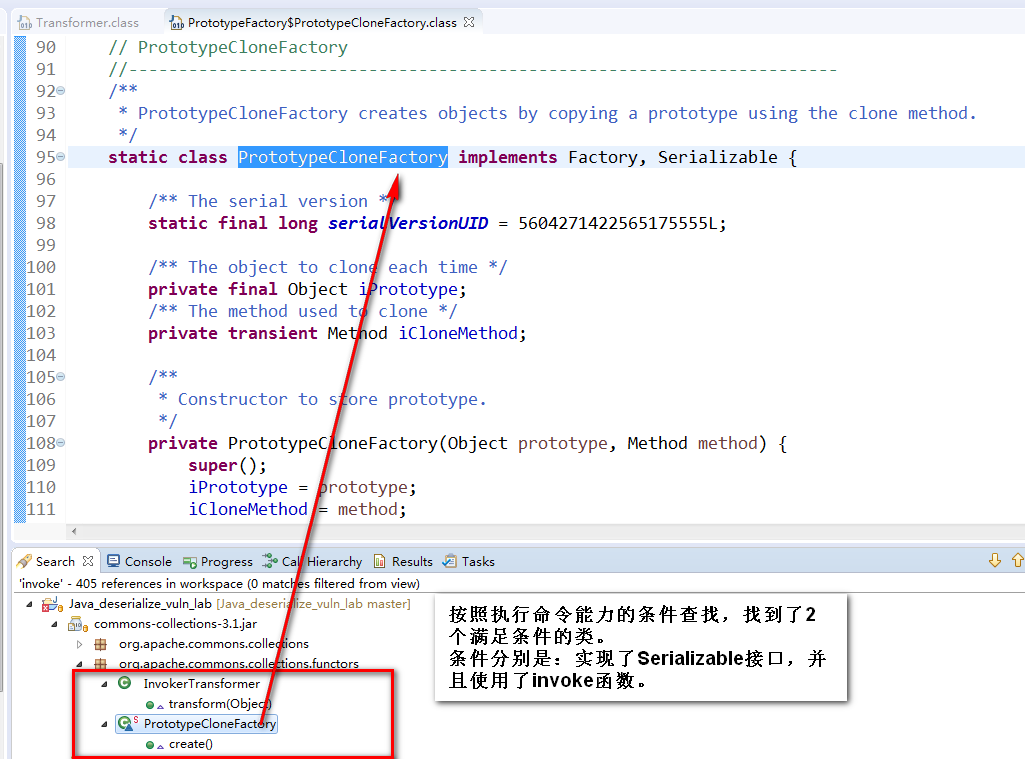 Transformer.class
PrototypeFactory$PrototypeCloneFactory.class
90 // PrototypeCloneFactory
91 //-----------------------------------------------------------------------
92 /**
93 * PrototypeCloneFactory creates objects by copying a prototype using the clone method.
94 */
95 static class PrototypeCloneFactory implements Factory, Serializable {
96
97 /** The serial version *
98 static final long serialVersionUID = 5604271422565175555L;
99
100 /** The object to clone each time */
101 private final Object iPrototype;
102 /** The method used to clone */
103 private transient Method iCloneMethod;
104
105 /**
106 * Constructor to store prototype.
107 */
108 private PrototypeCloneFactory(Object prototype, Method method) {
109 super();
110 iPrototype = prototype;
111 iCloneMethod = method;
Search Console Progress Call Hierarchy Results Tasks
'invoke' - 405 references in workspace (0 matches filtered from view)
Java_deserialize_vuln_lab [Java_deserialize_vuln_lab master]
commons-collections-3.1.jar
org.apache.commons.collections
org.apache.commons.collections.functors
InvokerTransformer
transform(Object)
PrototypeCloneFactory
create()
按照执行命令能力的条件查找，找到了2
个满足条件的类。
条件分别是：实现了Serializable接口，并
且使用了invoke函数。